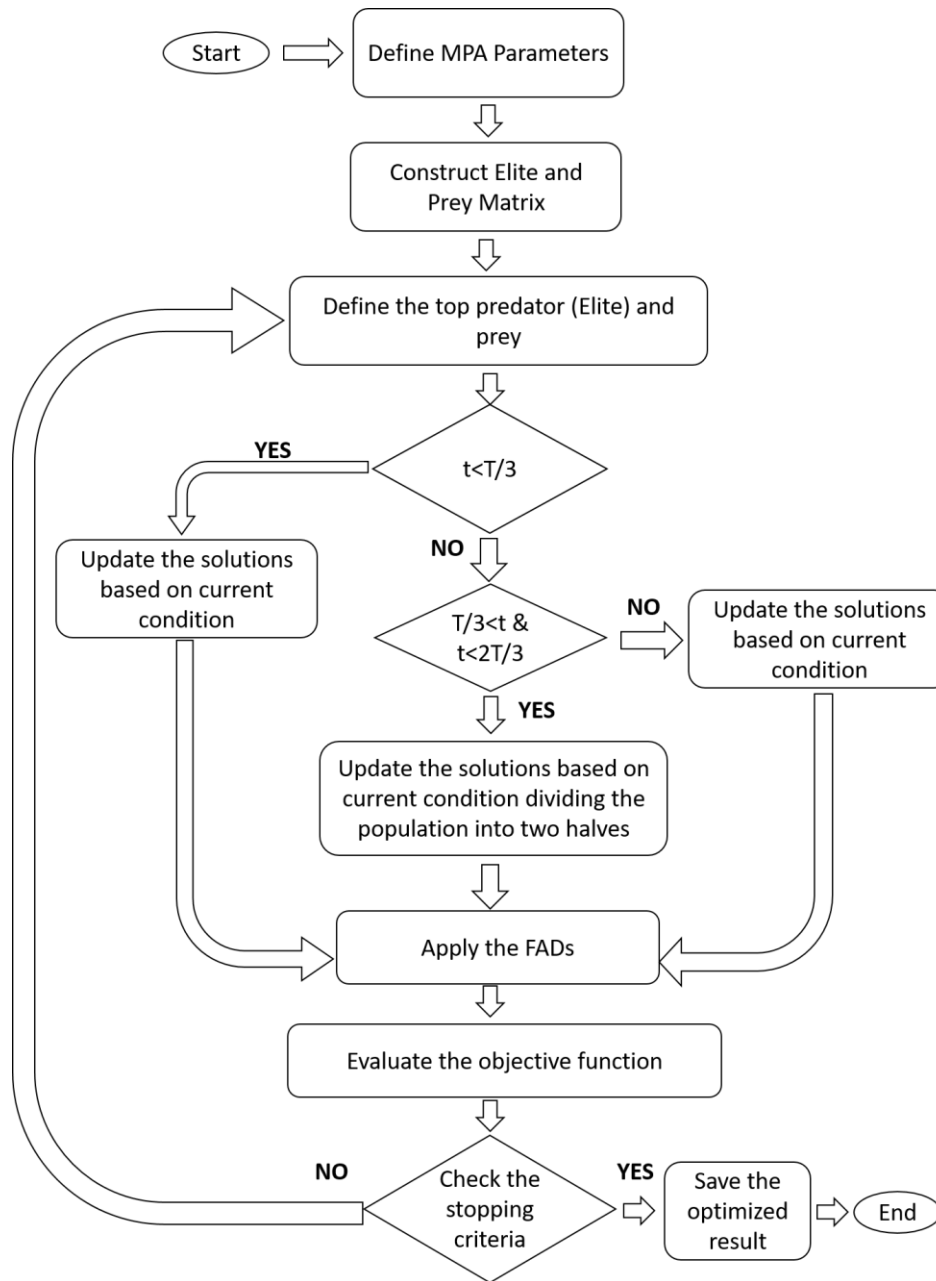 Start
Define MPA Parameters
Construct Elite and
Prey Matrix
Define the top predator (Elite) and
prey
YES
t<T/3
NO
Update the solutions
based on current
condition
T/3<t &
t<2T/3
NO
Update the solutions
based on current
condition
YES
Update the solutions based on
current condition dividing the
population into two halves
Apply the FADs
Evaluate the objective function
NO
Check the
stopping
criteria
YES
Save the
optimized
result
End